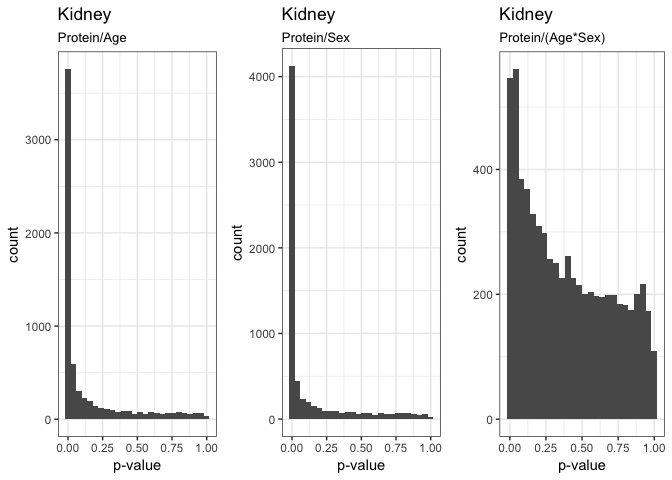 Kidney
Protein/Age
count
3000
2000
1000
0
0.00 0.25 0.50 0.75 1.00
p-value
Kidney
Protein/Sex
count
4000
3000
2000
1000
0
0.00 0.25 0.50 0.75 1.00
p-value
Kidney
Protein/(Age*Sex)
count
400
200
0
0.00 0.25 0.50 0.75 1.00
p-value